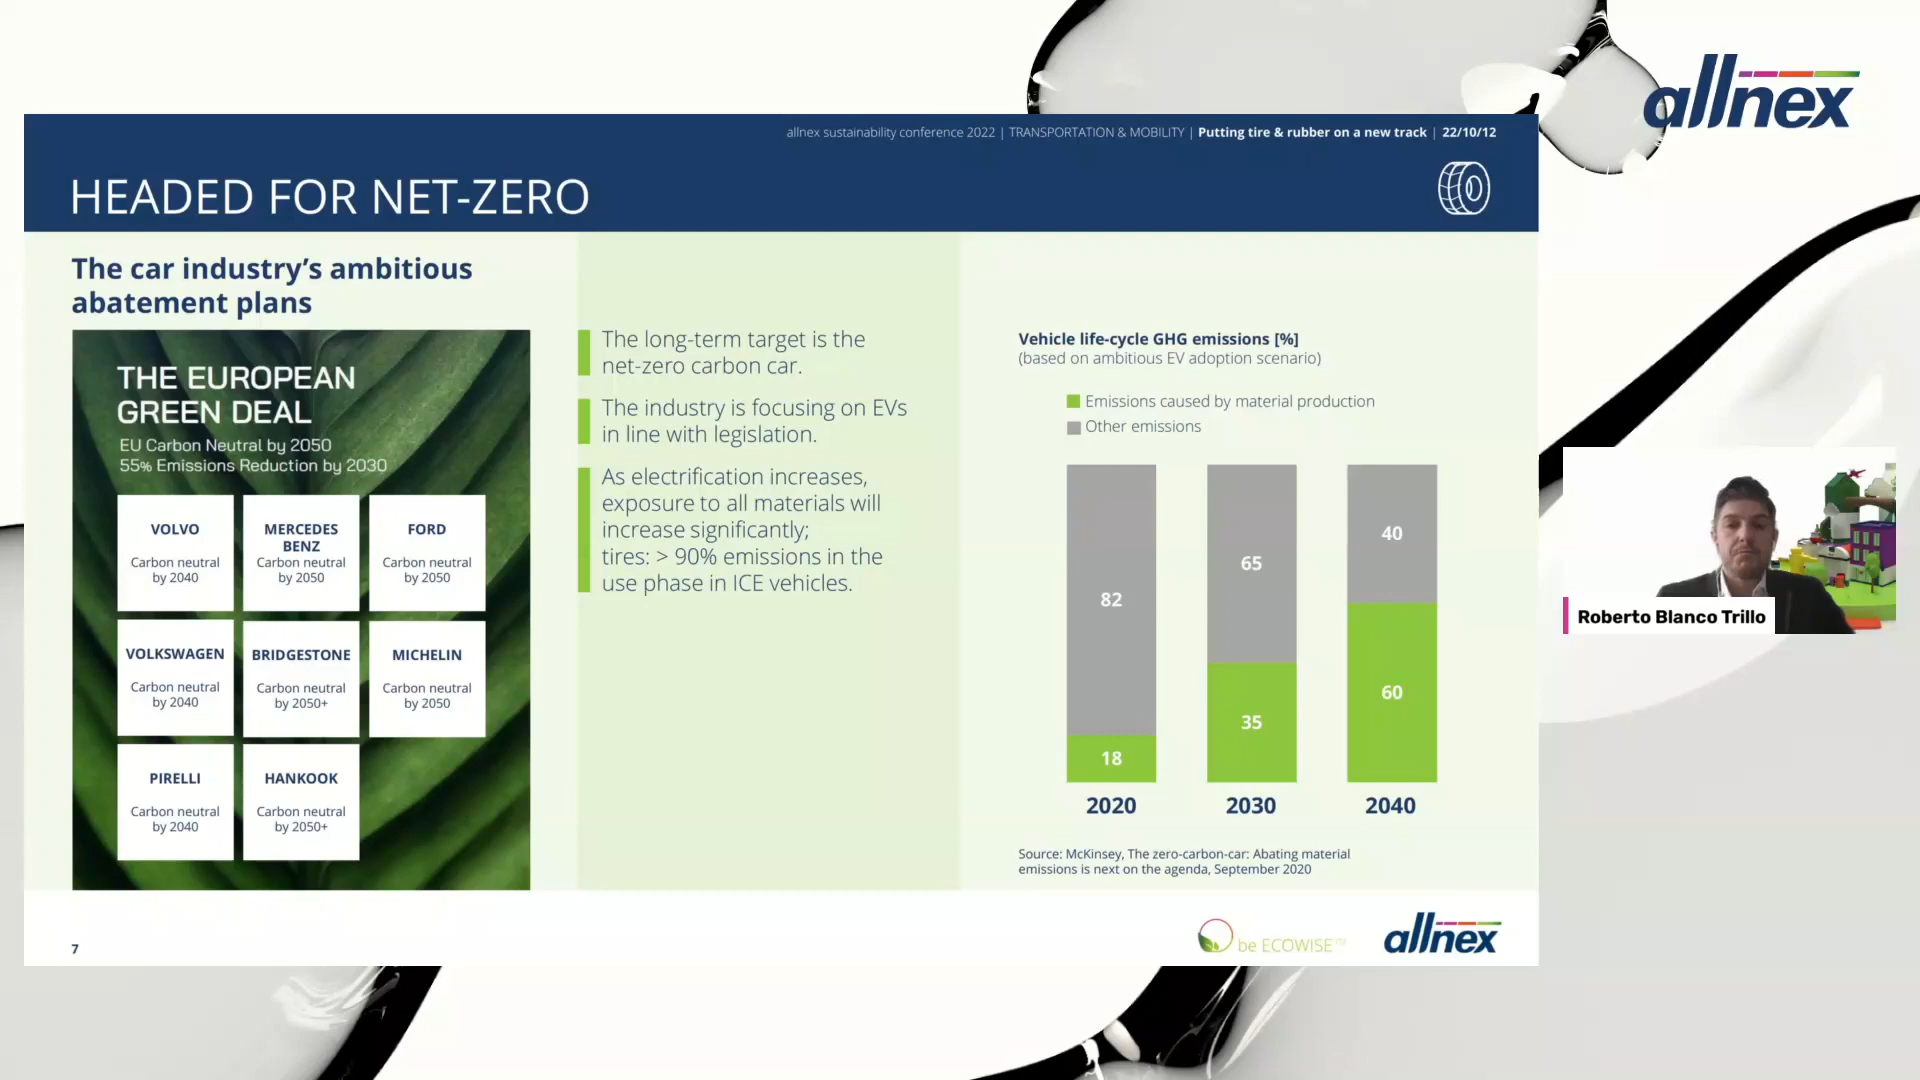 allnex
allnex sustainability conference 2022 | TRANSPORTATION & MOBILITY | Putting tire & rubber on a new track | 22/10/12
HEADED FOR NET-ZERO
The car industry’s ambitious
abatement plans
THE EUROPEAN
GREEN DEAL
EU Carbon Neutral by 2050
55% Emissions Reduction by 2030
VOLVO
Carbon neutral
by 2040
MERCEDES
BENZ
Carbon neutral
by 2050
FORD
Carbon neutral
by 2050
VOLKSWAGEN
Carbon neutral
by 2040
BRIDGESTONE
Carbon neutral
by 2050+
MICHELIN
Carbon neutral
by 2050
PIRELLI
Carbon neutral
by 2040
HANKOOK
Carbon neutral
by 2050+
The long-term target is the
net-zero carbon car.
The industry is focusing on EVs
in line with legislation.
As electrification increases,
exposure to all materials will
increase significantly;
tires: > 90% emissions in the
use phase in ICE vehicles.
Vehicle life-cycle GHG emissions [%]
(based on ambitious EV adoption scenario)
Emissions caused by material production
Other emissions
82
65
40
18
35
60
2020
2030
2040
Source: McKinsey, The zero-carbon-car: Abating material
emissions is next on the agenda, September 2020
Roberto Blanco Trillo
7
be ECOWISE™
allnex